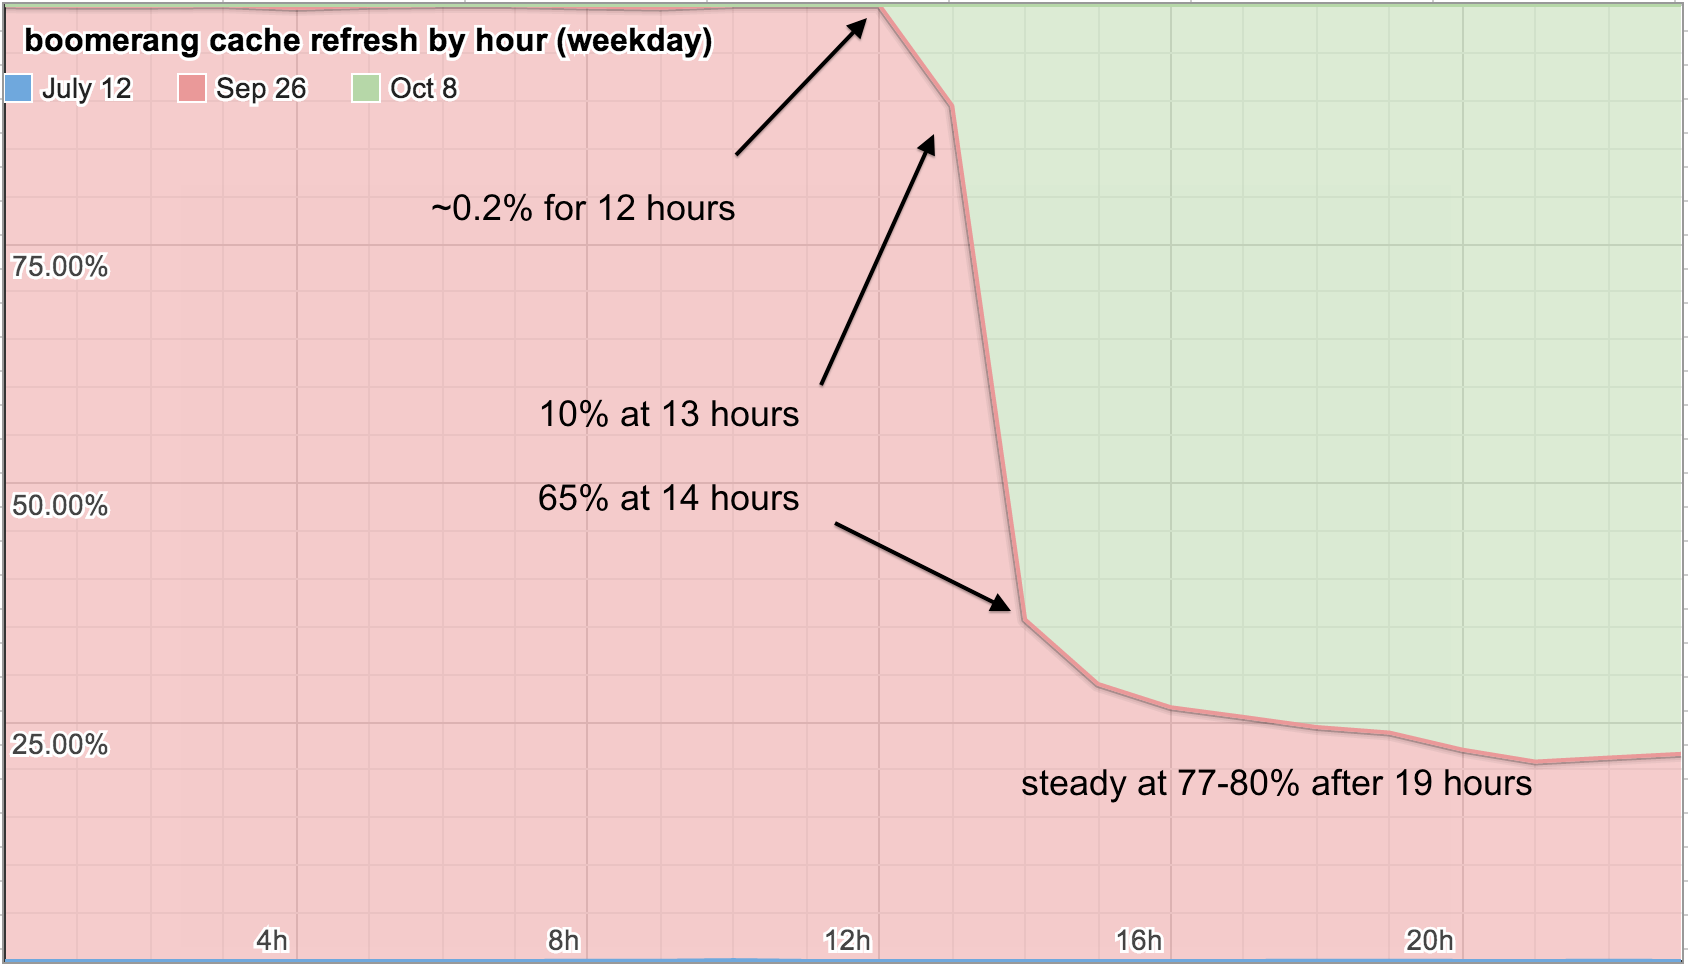 boomerang cache refresh by hour (weekday)
July 12 Sep 26 Oct 8
~0.2% for 12 hours
75.00%
10% at 13 hours
65% at 14 hours
50.00%
25.00%
steady at 77-80% after 19 hours
4h 8h 12h 16h 20h